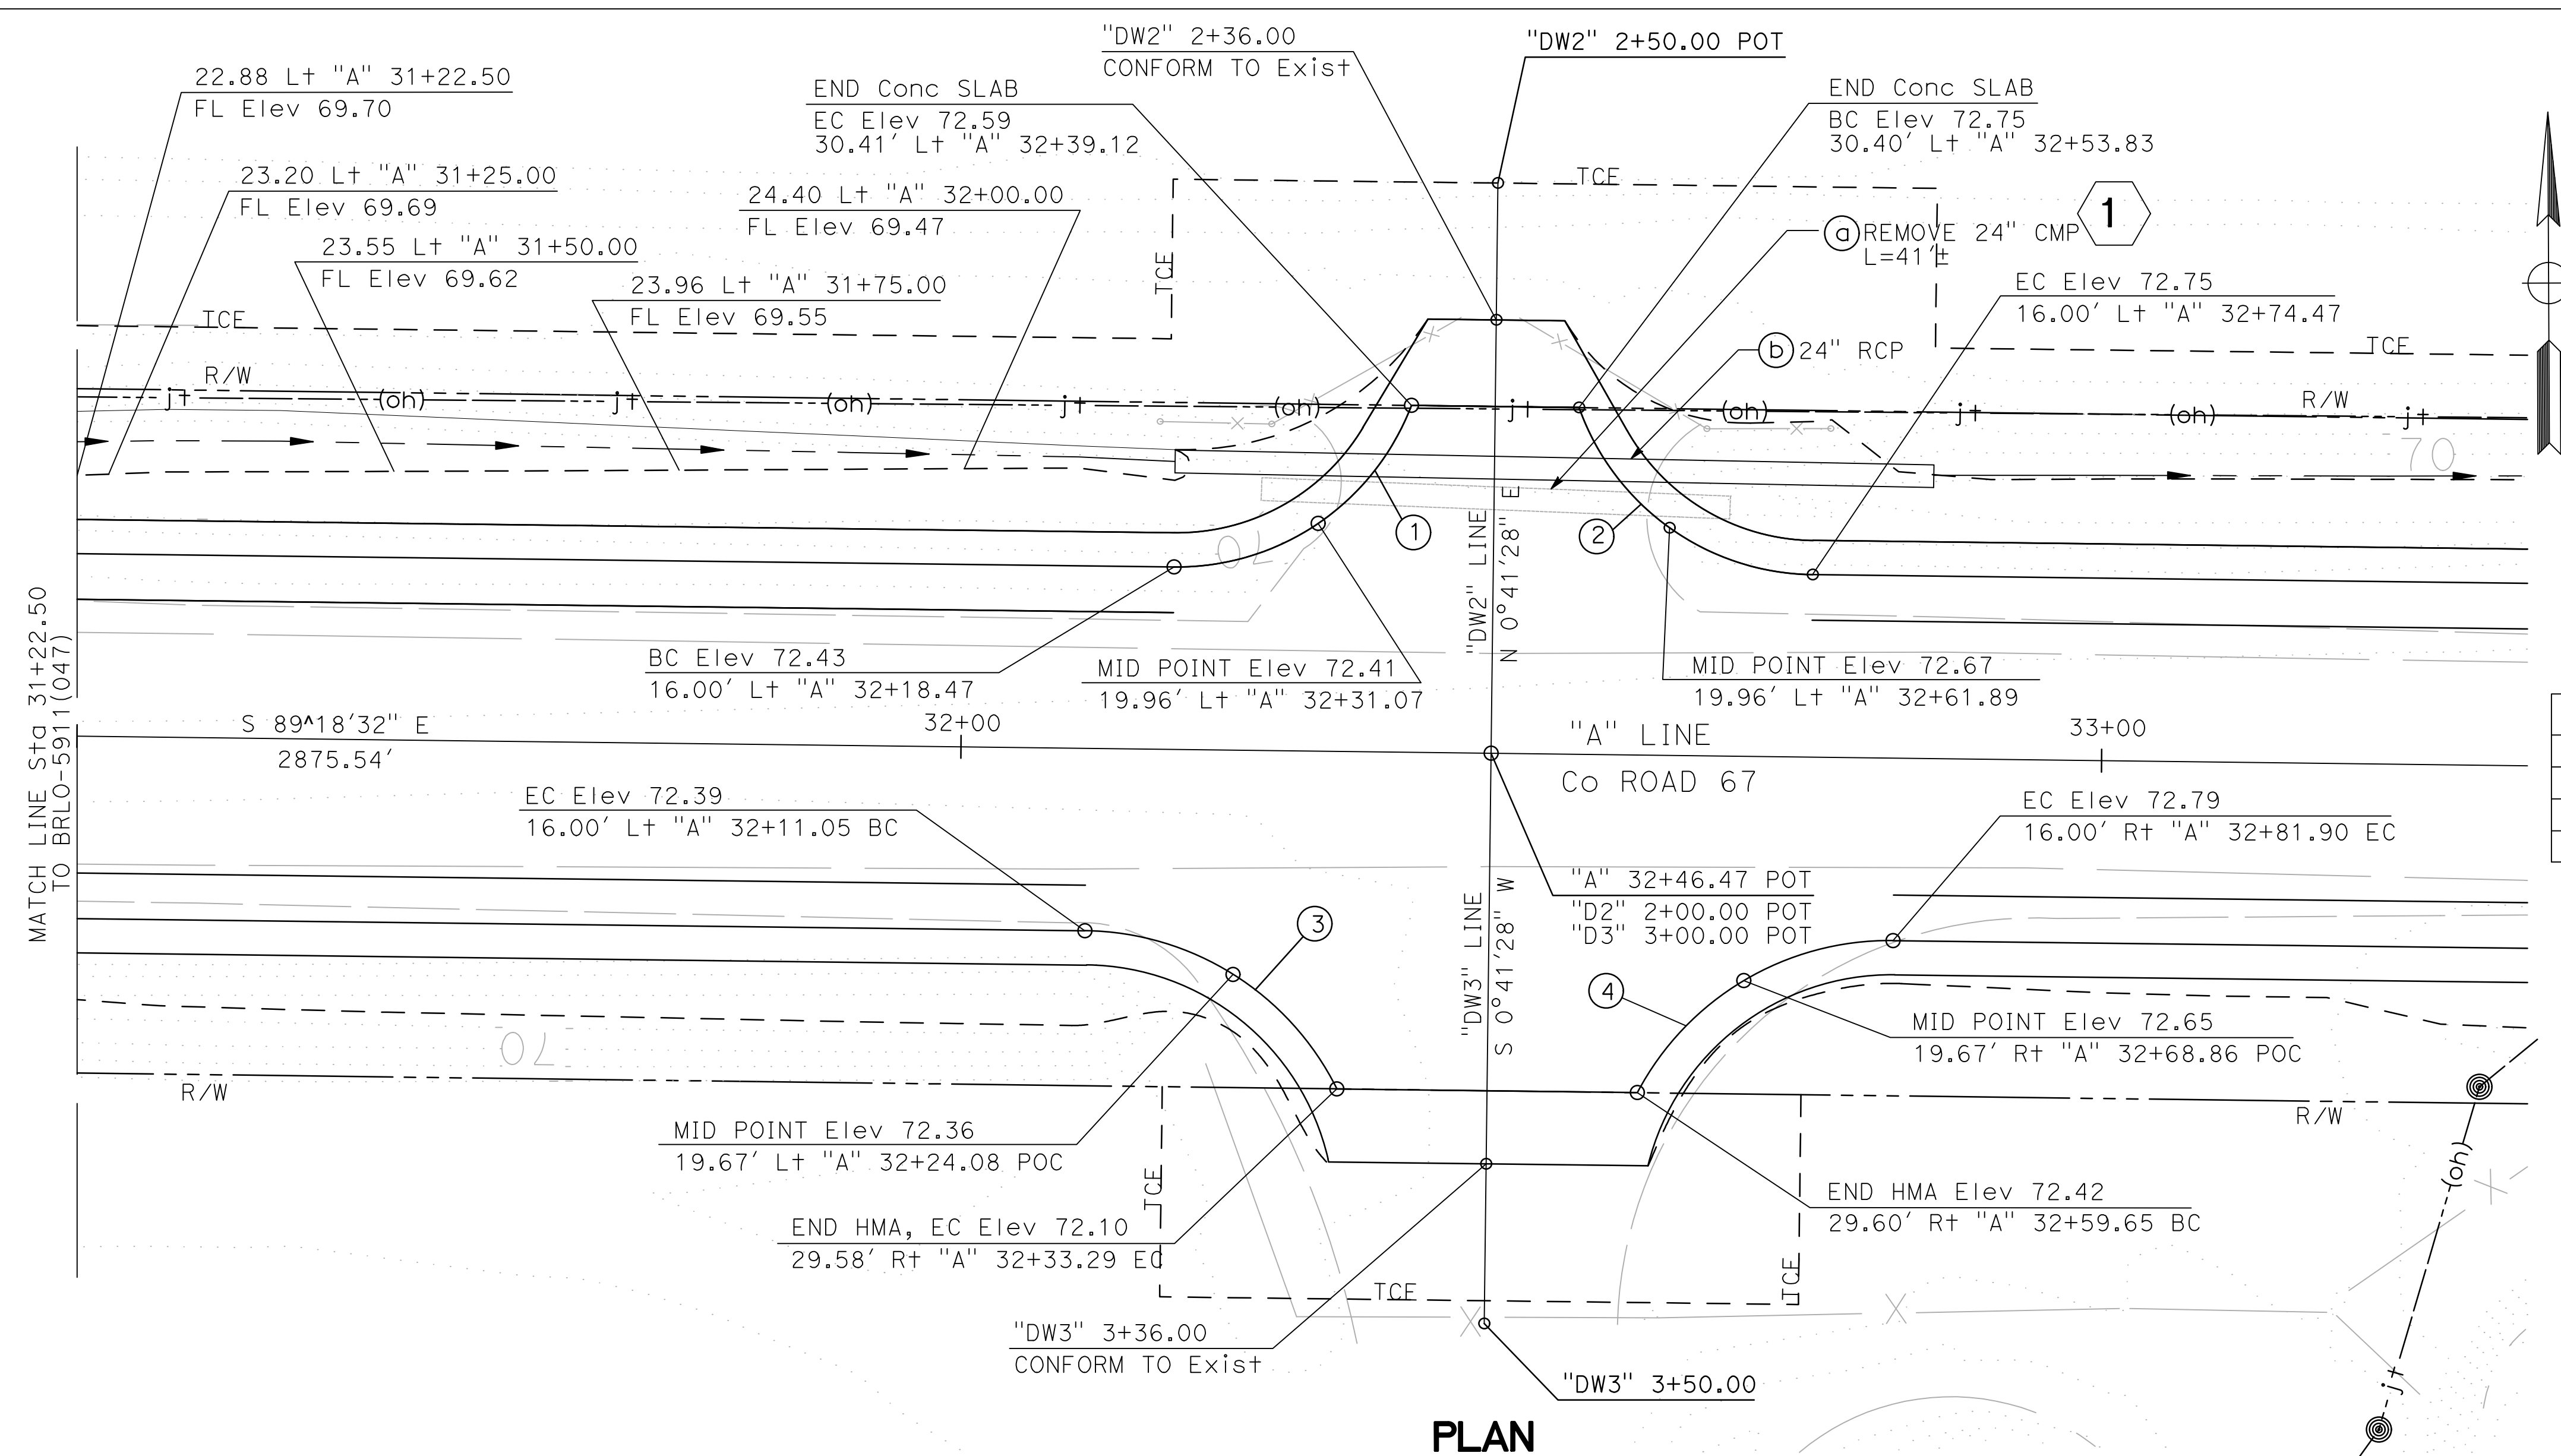 "DW2" 2+36.00
CONFORM TO Exist
"DW2" 2+50.00 POT
22.88 Lt "A" 31+22.50
FL Elev 69.70
END Conc SLAB
EC Elev 72.59
30.41' Lt "A" 32+39.12
END Conc SLAB
BC Elev 72.75
30.40' Lt "A" 32+53.83
23.20 Lt "A" 31+25.00
FL Elev 69.69
24.40 Lt "A" 32+00.00
FL Elev 69.47
TCE
1
a REMOVE 24" CMP
L=41'±
23.55 Lt "A" 31+50.00
FL Elev 69.62
23.96 Lt "A" 31+75.00
FL Elev 69.55
TCE
EC Elev 72.75
16.00' Lt "A" 32+74.47
TCE
b 24" RCP
TCE
R/W
jt (oh) jt (oh) jt (oh) jt (oh) jt (oh) jt
R/W
70
1
2
70
"DW2" LINE
N 0°41'28" E
BC Elev 72.43
16.00' Lt "A" 32+18.47
MID POINT Elev 72.41
19.96' Lt "A" 32+31.07
MID POINT Elev 72.67
19.96' Lt "A" 32+61.89
MATCH LINE Sta 31+22.50
TO BRLO-5911(047)
S 89^18'32" E
2875.54'
32+00
"A" LINE
Co ROAD 67
33+00
EC Elev 72.39
16.00' Lt "A" 32+11.05 BC
EC Elev 72.79
16.00' Rt "A" 32+81.90 EC
"A" 32+46.47 POT
"D2" 2+00.00 POT
"D3" 3+00.00 POT
3
4
"DW3" LINE
S 0°41'28" W
MID POINT Elev 72.65
19.67' Rt "A" 32+68.86 POC
70
R/W
R/W
MID POINT Elev 72.36
19.67' Lt "A" 32+24.08 POC
TCE
(oh)
END HMA Elev 72.42
29.60' Rt "A" 32+59.65 BC
END HMA, EC Elev 72.10
29.58' Rt "A" 32+33.29 EC
TCE
TCE
"DW3" 3+36.00
CONFORM TO Exist
"DW3" 3+50.00
jt
PLAN